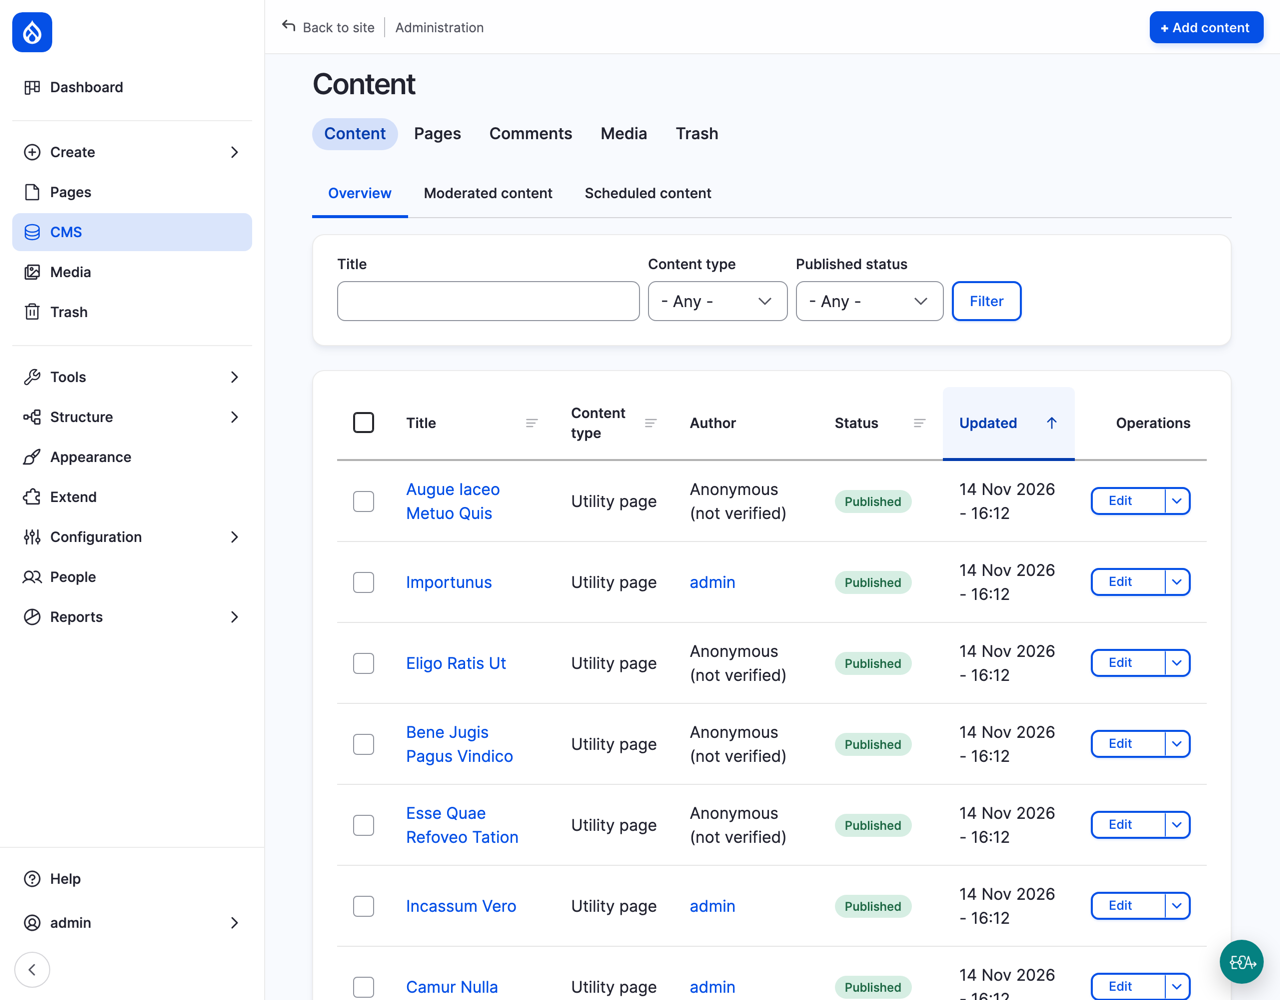 Back to site
Administration
+ Add content
Dashboard
Create
Pages
CMS
Media
Trash
Tools
Structure
Appearance
Extend
Configuration
People
Reports
Help
admin
Content
Content
Pages
Comments
Media
Trash
Overview
Moderated content
Scheduled content
Title
Content type
Published status
- Any -
- Any -
Filter
Title
Content
type
Author
Status
Updated
Operations
Augue Iaceo
Metuo Quis
Utility page
Anonymous
(not verified)
Published
14 Nov 2026
- 16:12
Edit
Importunus
Utility page
admin
Published
14 Nov 2026
- 16:12
Edit
Eligo Ratis Ut
Utility page
Anonymous
(not verified)
Published
14 Nov 2026
- 16:12
Edit
Bene Jugis
Pagus Vindico
Utility page
Anonymous
(not verified)
Published
14 Nov 2026
- 16:12
Edit
Esse Quae
Refoveo Tation
Utility page
Anonymous
(not verified)
Published
14 Nov 2026
- 16:12
Edit
Incassum Vero
Utility page
admin
Published
14 Nov 2026
- 16:12
Edit
Camur Nulla
Utility page
admin
Published
14 Nov 2026
- 16:12
Edit
ECA